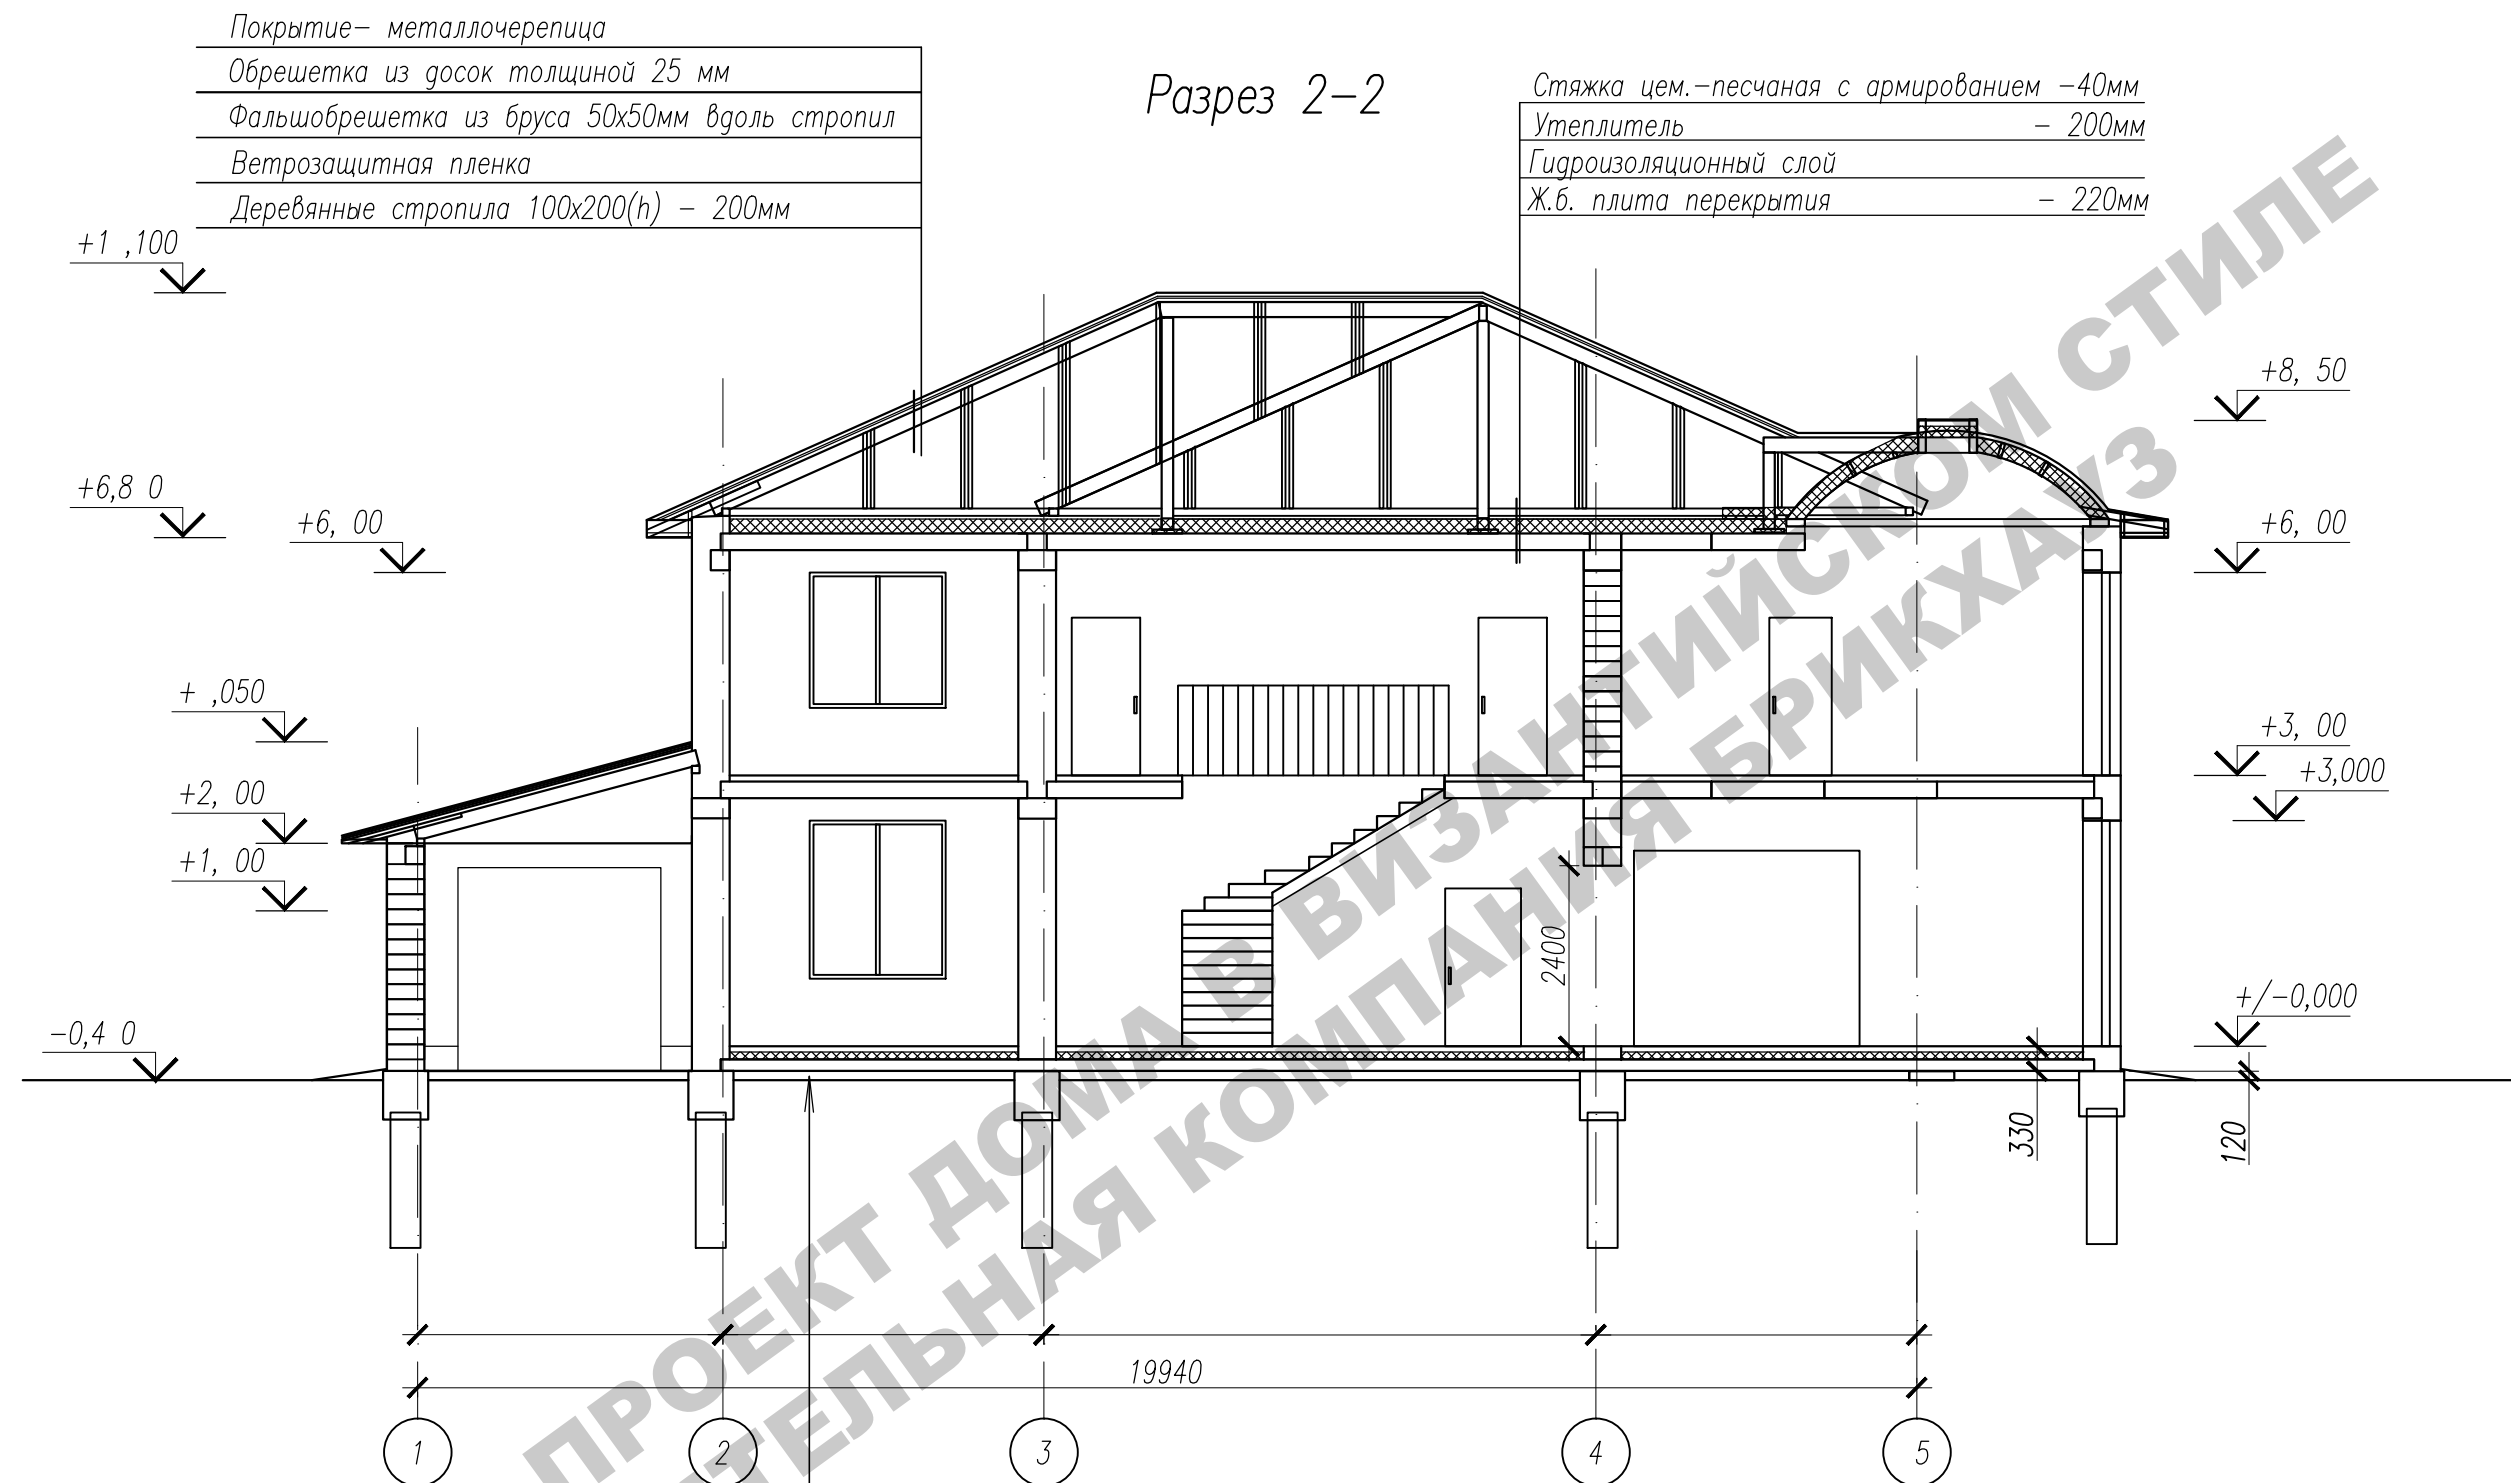 Покрытие– металлочерепица
Обрешетка из досок толщиной 25 мм
Фальшобрешетка из бруса 50х50мм вдоль стропил
Ветрозащитная пленка
Деревянные стропила 100х200(h) – 200мм
Разрез 2–2
Стяжка цем.–песчаная с армированием –40мм
Утеплитель – 200мм
Гидроизоляционный слой
Ж.б. плита перекрытия – 220мм
+1 ,100
+6,8 0
+6, 00
+ ,050
+2, 00
+1, 00
–0,4 0
+8, 50
+6, 00
+3, 00
+3,000
+/–0,000
2400
330
120
19940
1 2 3 4 5
ПРОЕКТ ДОМА В ВИЗАНТИЙСКОМ СТИЛЕ
ТЕЛЬНАЯ КОМПАНИЯ БРИКХАУЗ